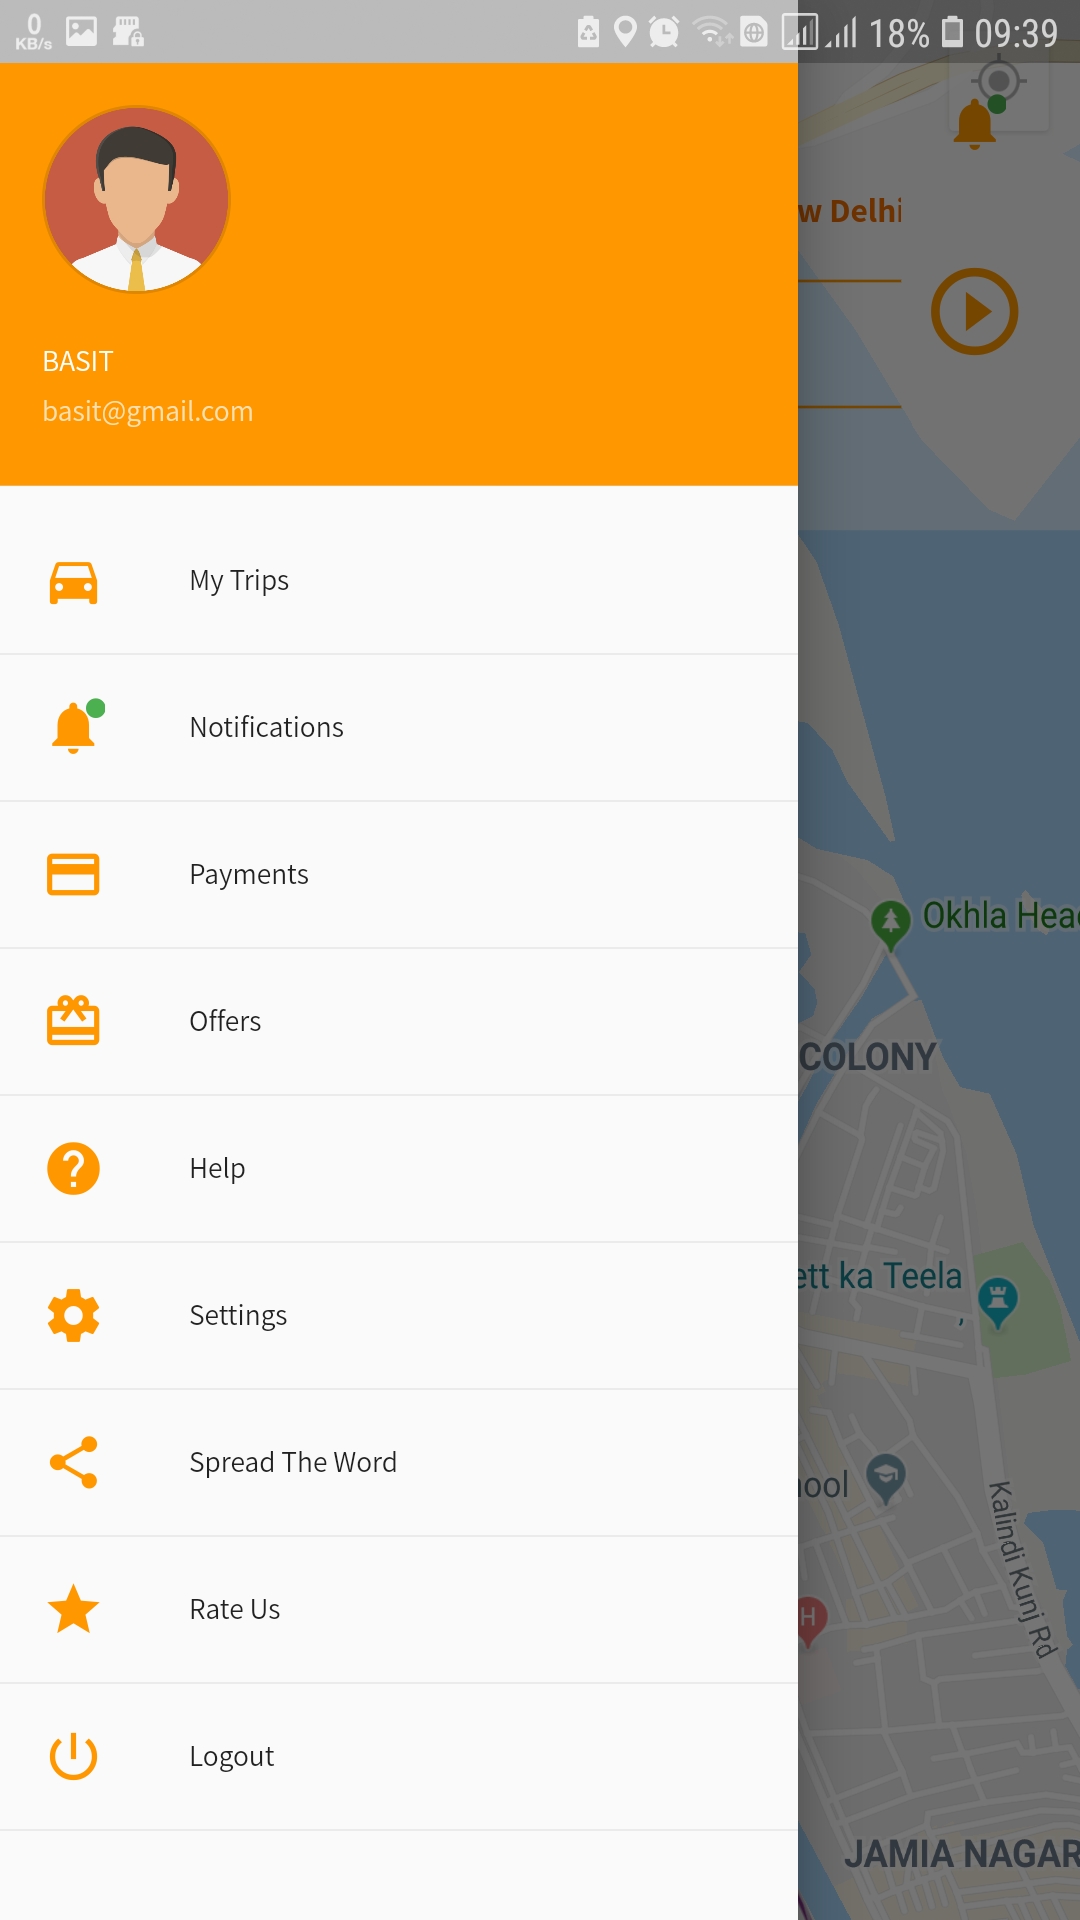 0
KB/s
18% 09:39
w Delhi
BASIT
basit@gmail.com
My Trips
Notifications
Payments
Offers
Help
Settings
Spread The Word
Rate Us
Logout
Okhla Head
COLONY
ett ka Teela
,
ool
H
Kalindi Kunj Rd
JAMIA NAGAR